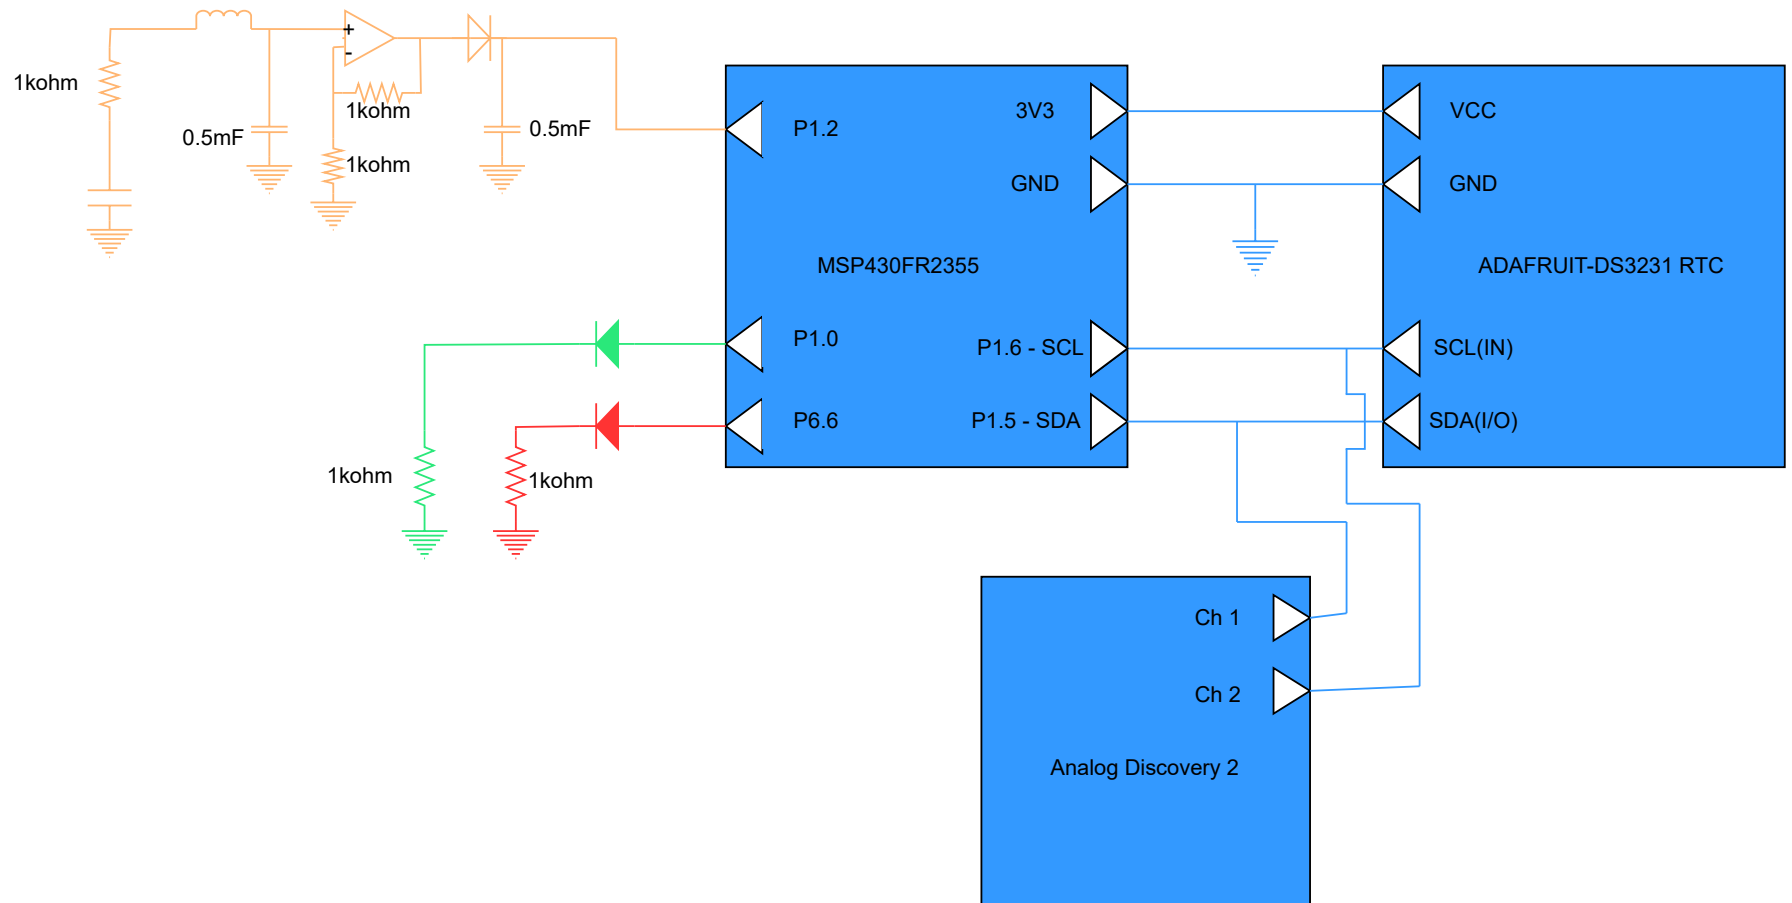 1kohm
0.5mF
+
-
1kohm
1kohm
0.5mF
P1.2
3V3
GND
MSP430FR2355
P1.0
P6.6
P1.6 - SCL
P1.5 - SDA
VCC
GND
ADAFRUIT-DS3231 RTC
SCL(IN)
SDA(I/O)
1kohm
1kohm
Ch 1
Ch 2
Analog Discovery 2